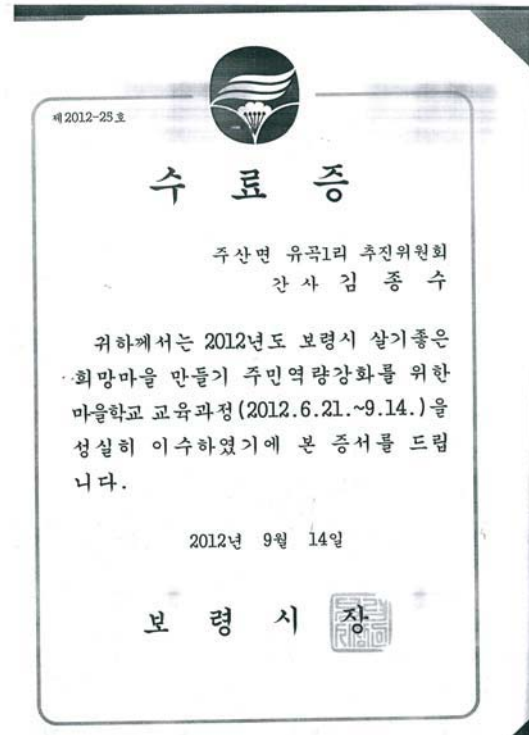 제2012-25호
수 료 증
주산면 유곡1리 추진위원회
간사 김 종 수
귀하께서는 2012년도 보령시 살기좋은
희망마을 만들기 주민역량강화를 위한
마을학교 교육과정(2012.6.21.~9.14.)을
성실히 이수하였기에 본 증서를 드립
니다.
2012년 9월 14일
보 령 시 장